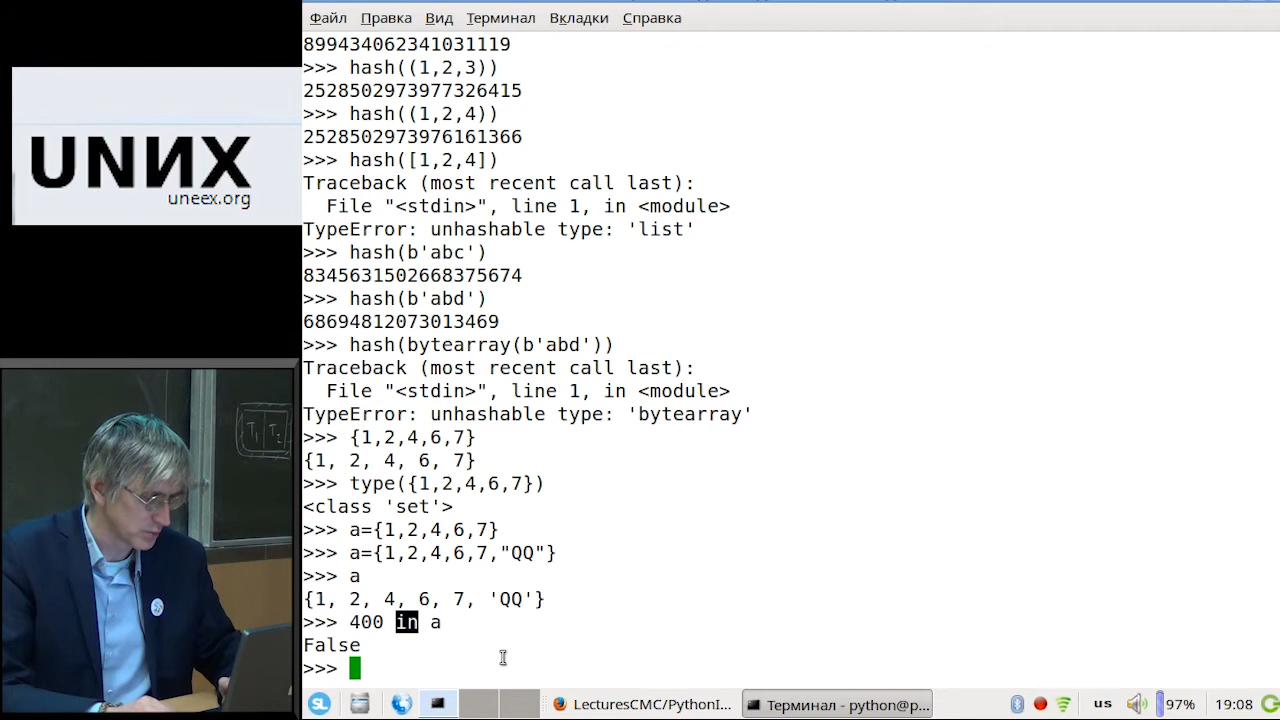 Файл Правка Вид Терминал Вкладки Справка
899434062341031119
>>> hash((1,2,3))
2528502973977326415
>>> hash((1,2,4))
2528502973976161366
>>> hash([1,2,4])
Traceback (most recent call last):
File "<stdin>", line 1, in <module>
TypeError: unhashable type: 'list'
>>> hash(b'abc')
8345631502668375674
>>> hash(b'abd')
68694812073013469
>>> hash(bytearray(b'abd'))
Traceback (most recent call last):
File "<stdin>", line 1, in <module>
TypeError: unhashable type: 'bytearray'
>>> {1,2,4,6,7}
{1, 2, 4, 6, 7}
>>> type({1,2,4,6,7})
<class 'set'>
>>> a={1,2,4,6,7}
>>> a={1,2,4,6,7,"QQ"}
>>> a
{1, 2, 4, 6, 7, 'QQ'}
>>> 400 in a
False
>>>
UNИX
uneex.org
T1 T2
LecturesCMC/PythonI...
Терминал - python@p...
us
97%
19:08